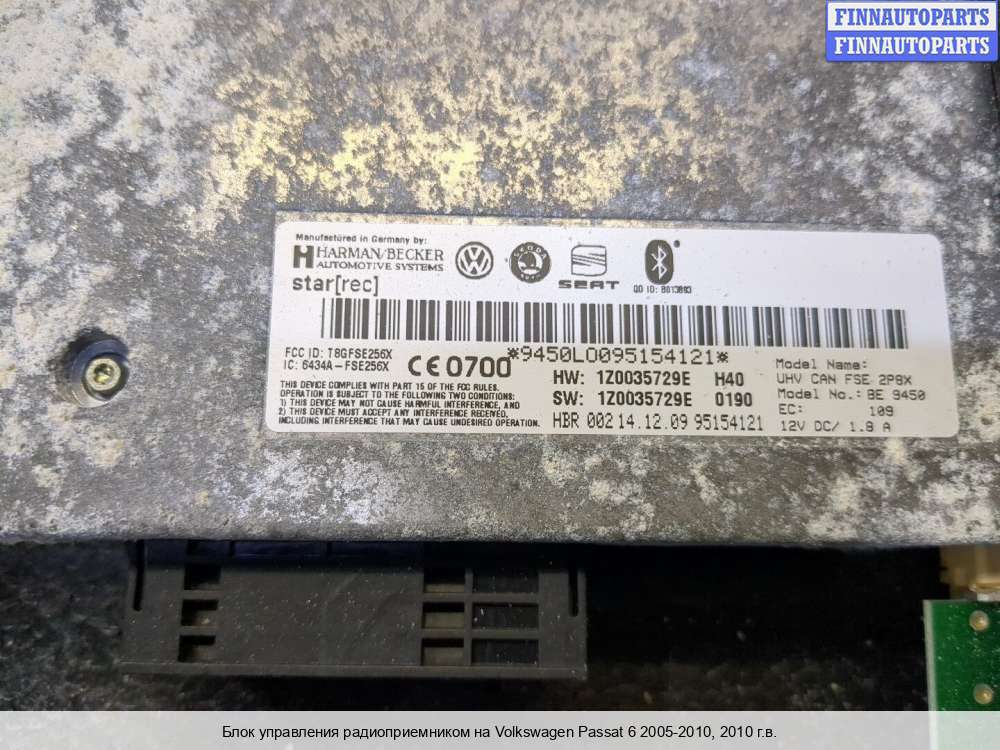 FINNAUTOPARTS
FINNAUTOPARTS
Manufactured in Germany by:
HARMAN/BECKER
AUTOMOTIVE SYSTEMS
star[rec]
SKODA
SEAT
QD ID: B013883
FCC ID: T8GFSE256X
IC: 6434A-FSE256X
CE0700
*9450L0095154121*
THIS DEVICE COMPLIES WITH PART 15 OF THE FCC RULES.
OPERATION IS SUBJECT TO THE FOLLOWING TWO CONDITIONS:
1) THIS DEVICE MAY NOT CAUSE HARMFUL INTERFERENCE, AND
2) THIS DEVICE MUST ACCEPT ANY INTERFERENCE RECEIVED,
INCLUDING INTERFERENCE THAT MAY CAUSE UNDESIRED OPERATION.
HW: 1Z0035729E H40
SW: 1Z0035729E 0190
HBR 002 14.12.09 95154121
Model Name:
UHV CAN FSE 2P8X
Model No.: BE 9450
EC: 109
12V DC/ 1.8 A
Блок управления радиоприемником на Volkswagen Passat 6 2005-2010, 2010 г.в.